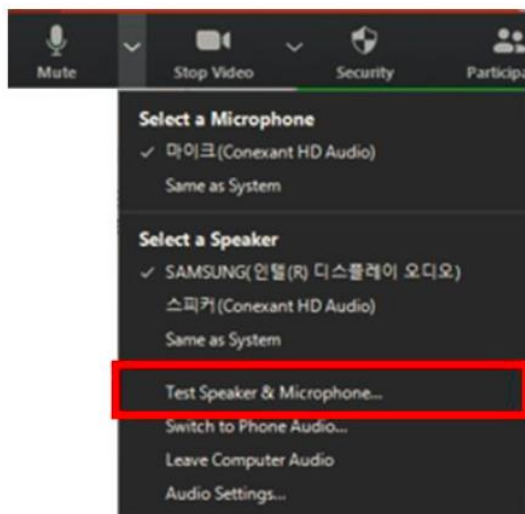 Mute
Stop Video
Security
Particip
Select a Microphone
✓ 마이크(Conexant HD Audio)
Same as System
Select a Speaker
✓ SAMSUNG(인텔(R) 디스플레이 오디오)
스피커(Conexant HD Audio)
Same as System
Test Speaker & Microphone...
Switch to Phone Audio...
Leave Computer Audio
Audio Settings...